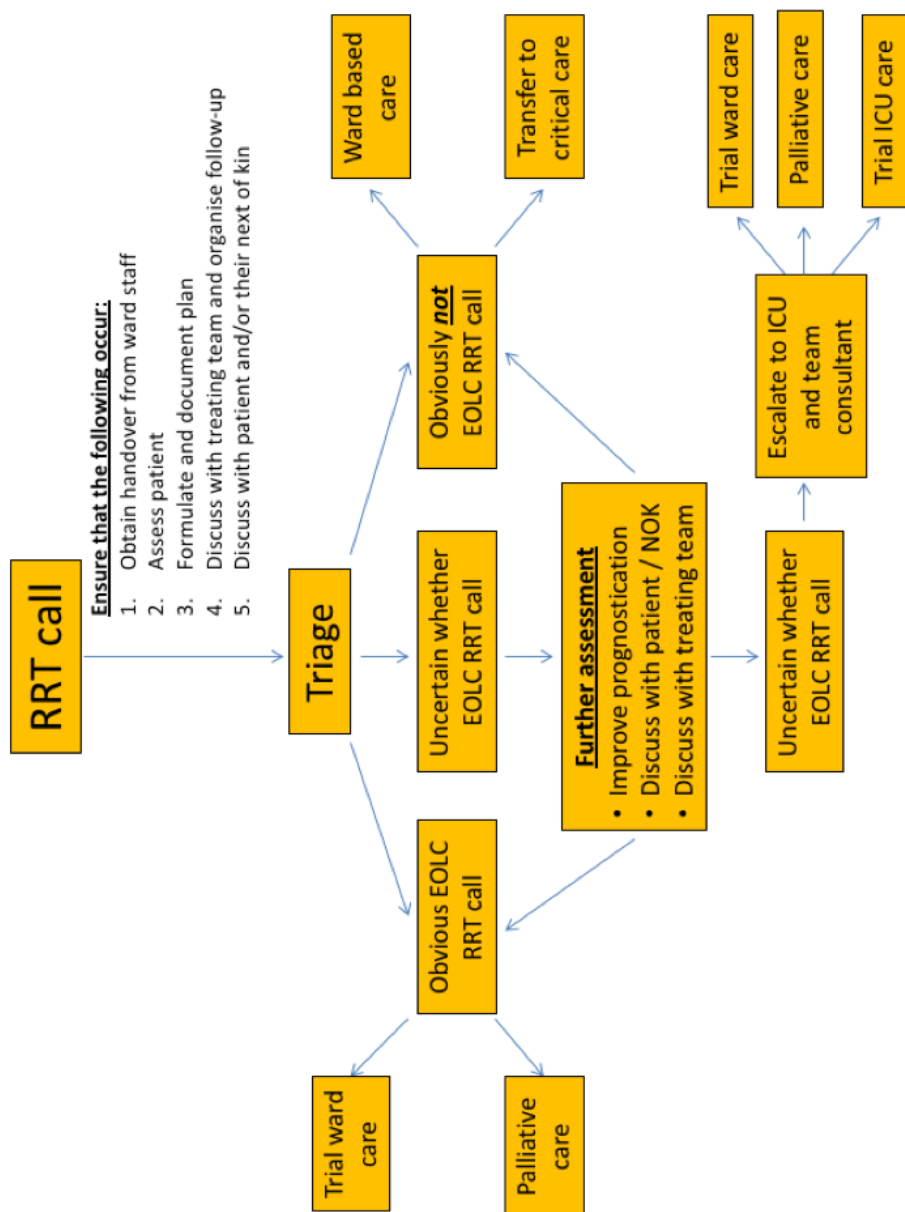 RRT call
Ensure that the following occur:
1. Obtain handover from ward staff
2. Assess patient
3. Formulate and document plan
4. Discuss with treating team and organise follow-up
5. Discuss with patient and/or their next of kin
Triage
Obvious EOLC
RRT call
Uncertain whether
EOLC RRT call
Obviously not
EOLC RRT call
Trial ward
care
Palliative
care
Ward based
care
Transfer to
critical care
Further assessment
• Improve prognostication
• Discuss with patient / NOK
• Discuss with treating team
Uncertain whether
EOLC RRT call
Escalate to ICU
and team
consultant
Trial ward care
Palliative care
Trial ICU care